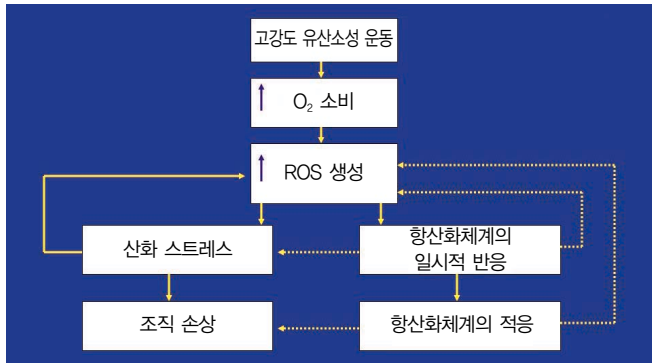 고강도 유산소성 운동
O₂ 소비
ROS 생성
산화 스트레스
항산화체계의
일시적 반응
조직 손상
항산화체계의 적응